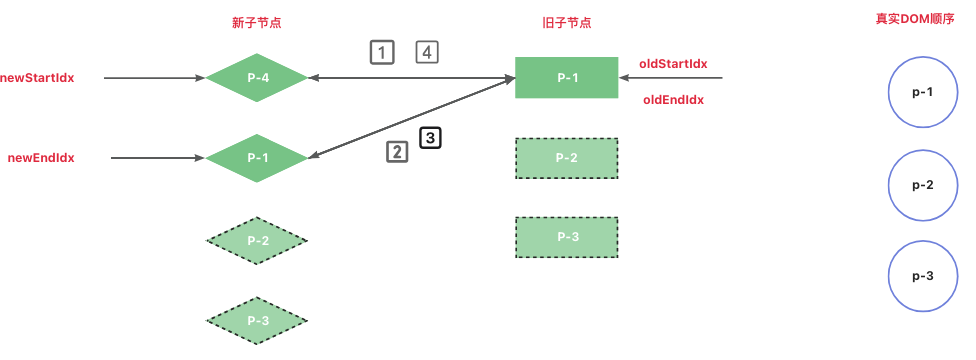 新子节点
旧子节点
真实DOM顺序
newStartIdx
P-4
1
4
P-1
oldStartIdx
oldEndIdx
p-1
newEndIdx
P-1
2
3
P-2
p-2
P-2
P-3
p-3
P-3